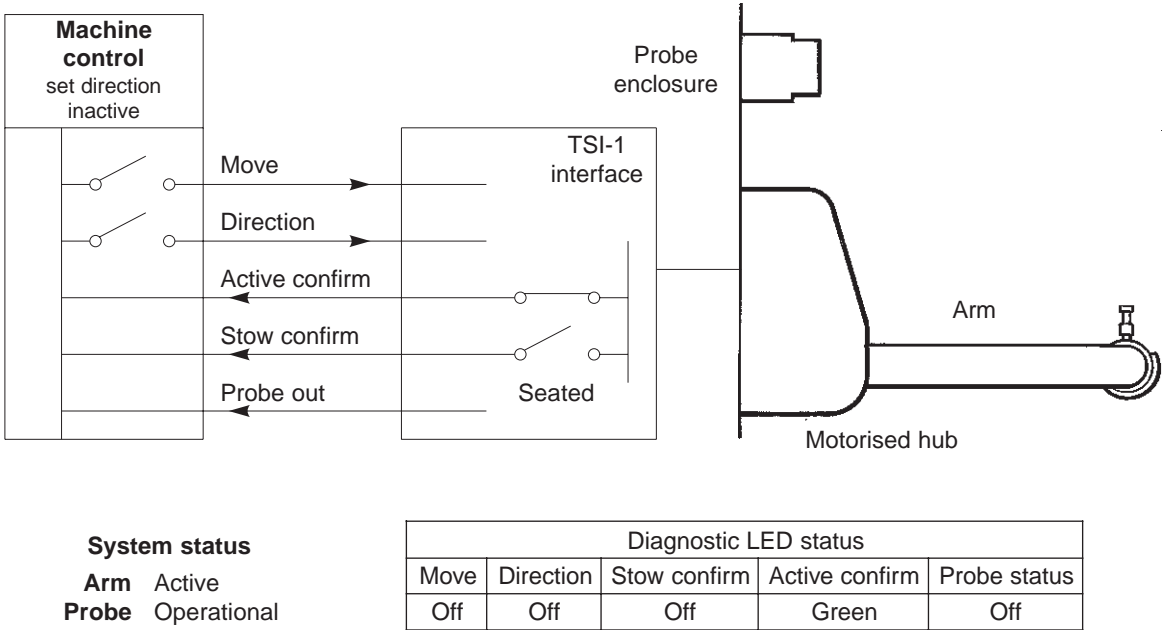 Machine
control
set direction
inactive
Probe
enclosure
TSI-1
interface
Move
Direction
Active confirm
Stow confirm
Probe out
Seated
Arm
Motorised hub
System status
Arm Active
Probe Operational
Diagnostic LED status
Move Direction Stow confirm Active confirm Probe status
Off Off Off Green Off